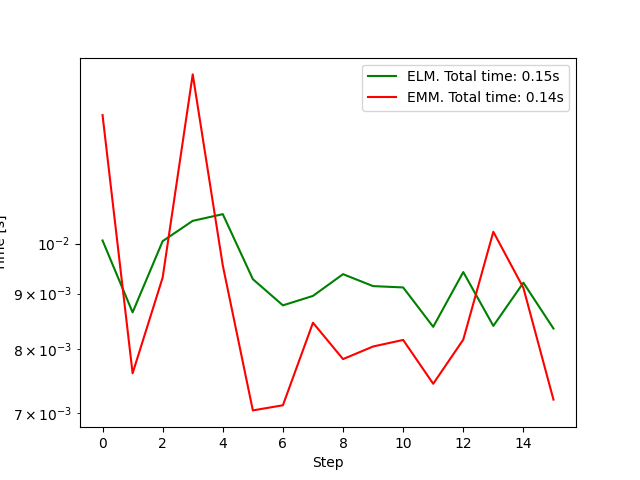 ELM. Total time: 0.15s
EMM. Total time: 0.14s
10⁻²
9 × 10⁻³
8 × 10⁻³
7 × 10⁻³
0 2 4 6 8 10 12 14
Step